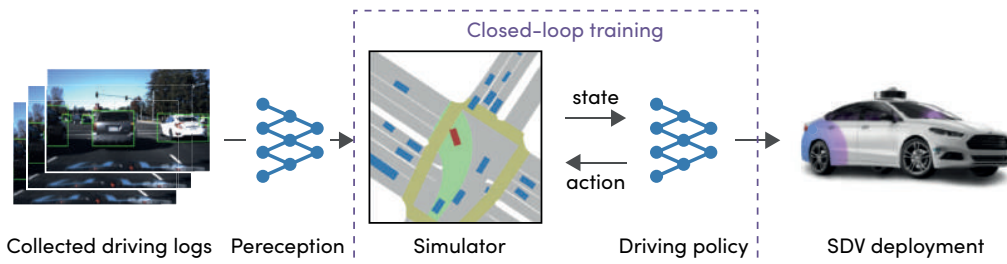 Closed-loop training
state
action
Collected driving logs
Pereception
Simulator
Driving policy
SDV deployment